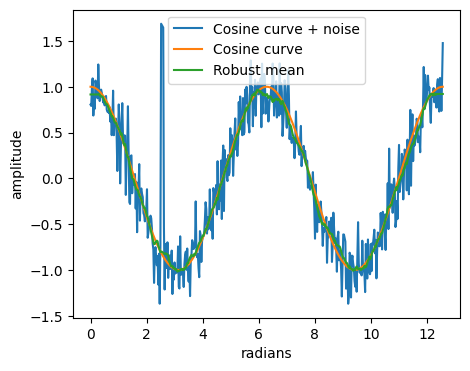 Cosine curve + noise
Cosine curve
Robust mean
amplitude
1.5
1.0
0.5
0.0
−0.5
−1.0
−1.5
0 2 4 6 8 10 12
radians